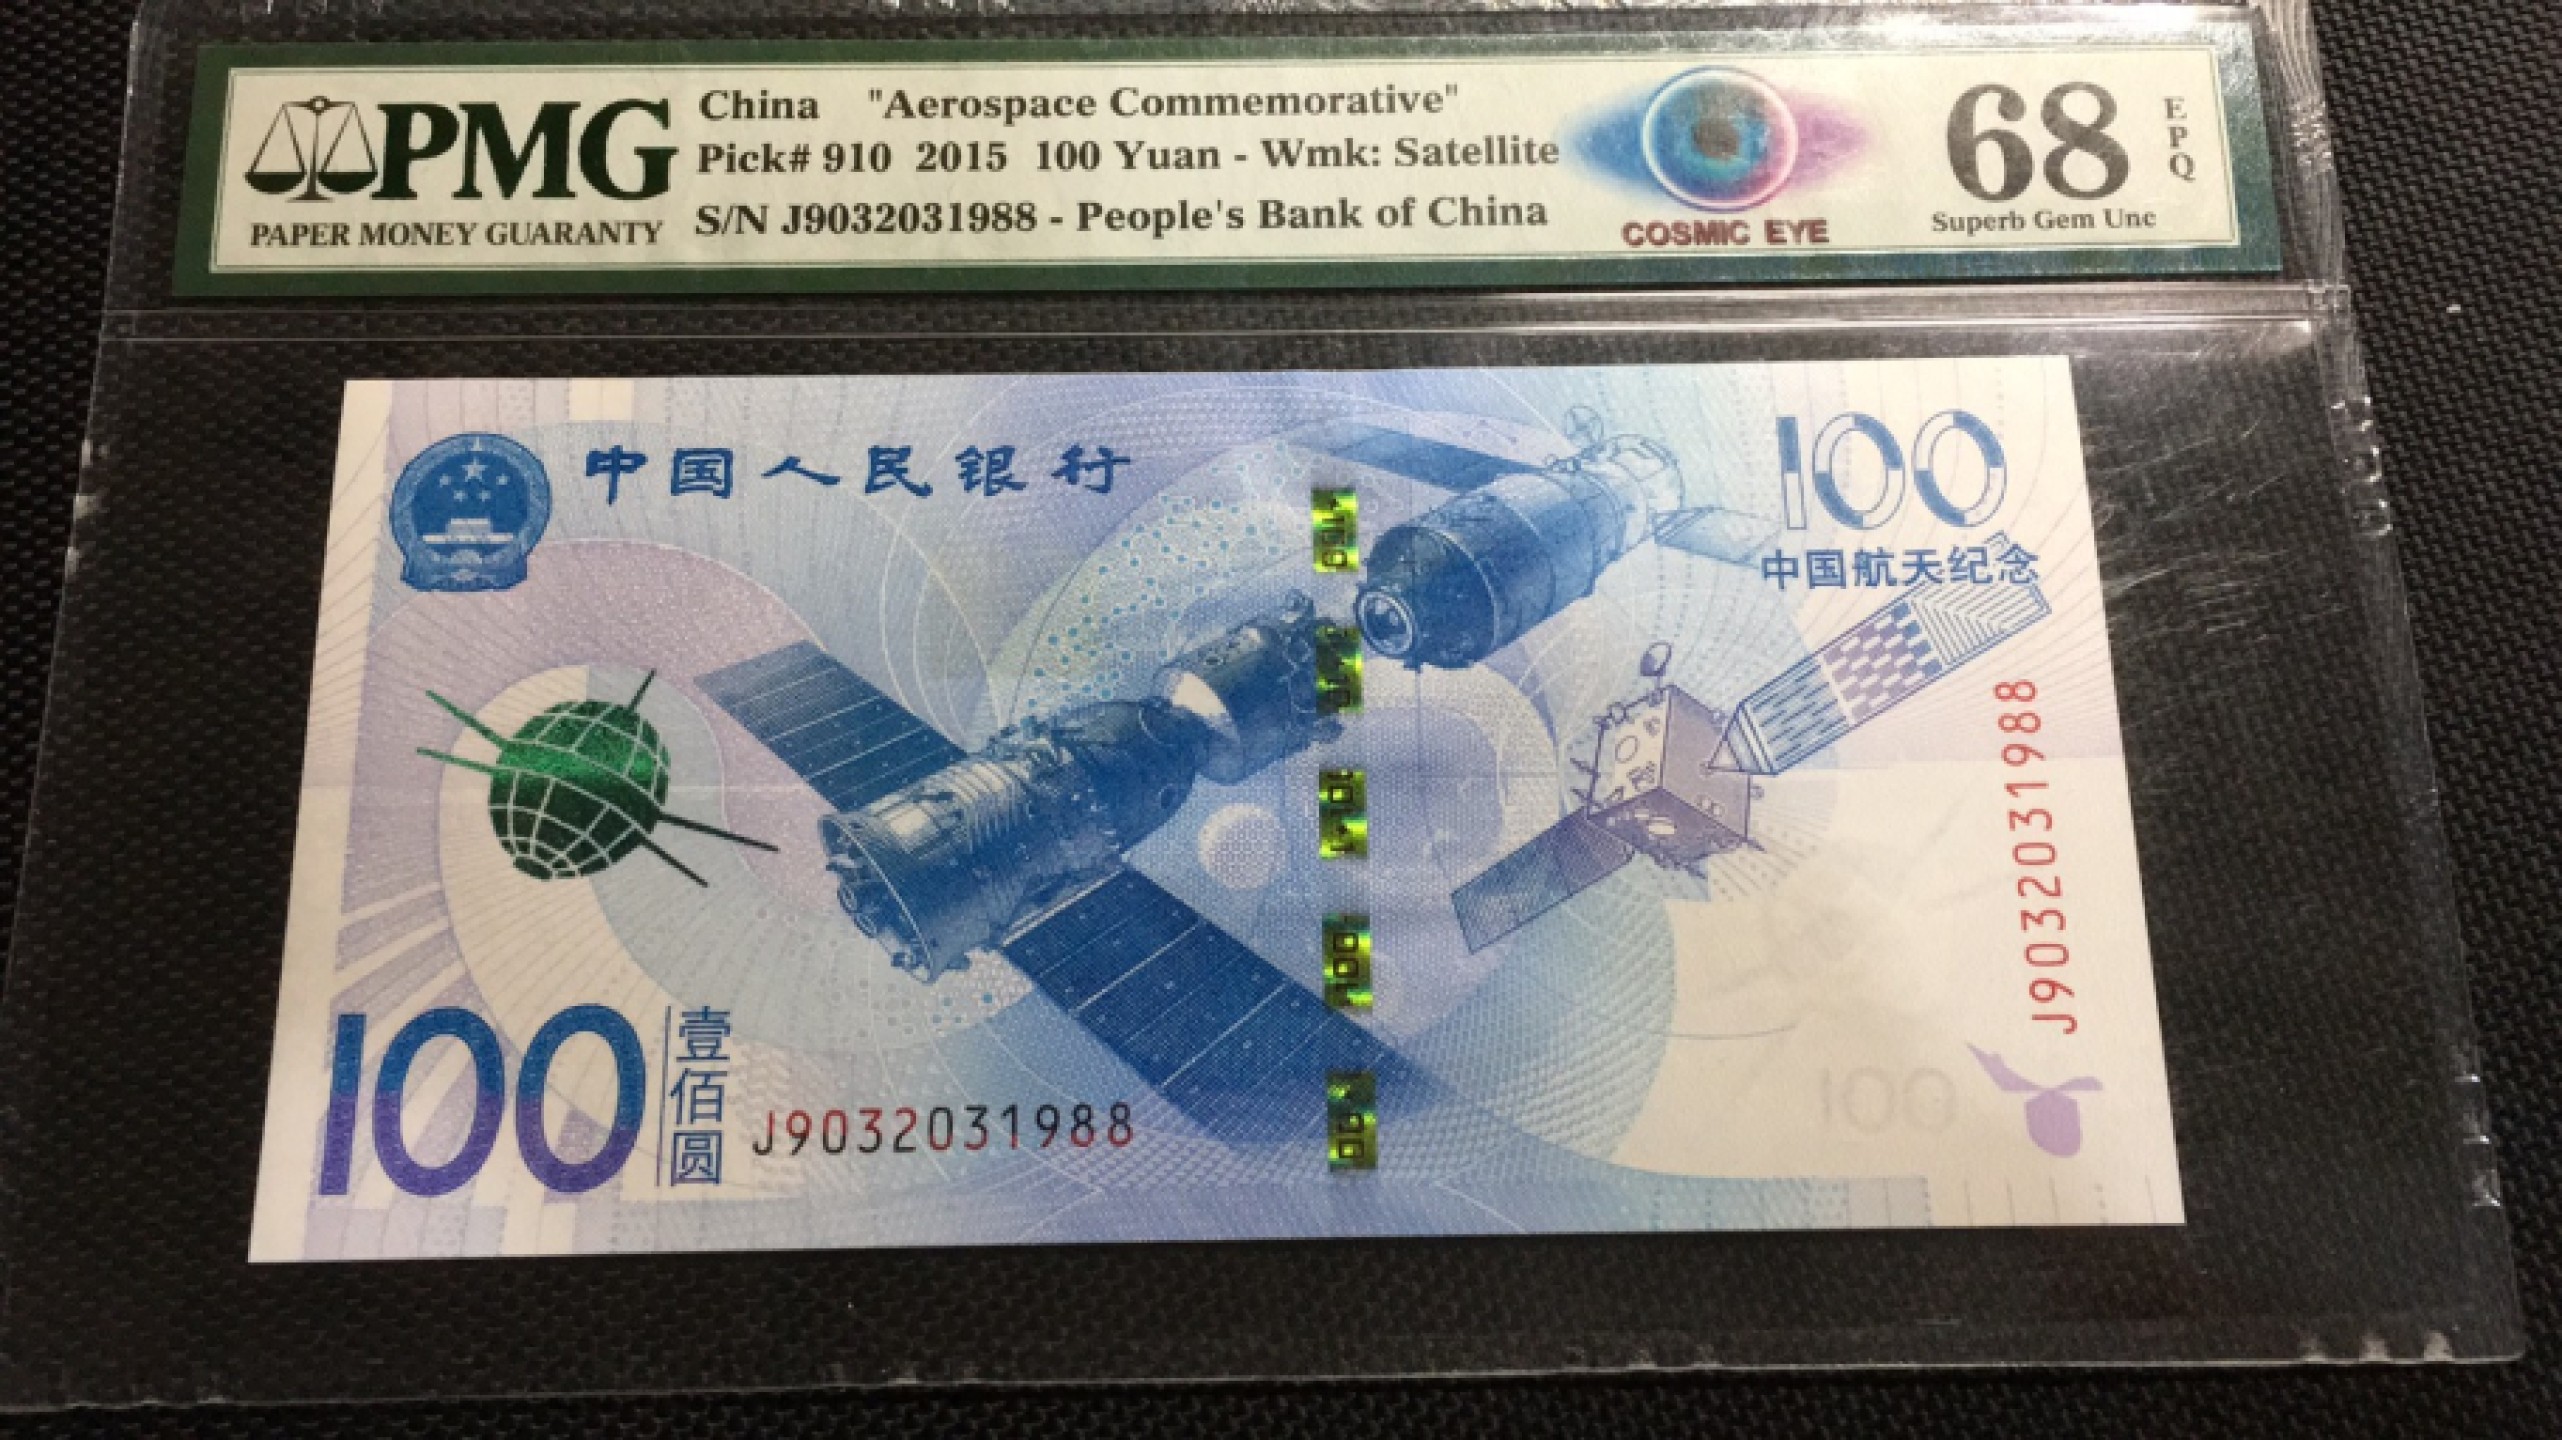 PMG
PAPER MONEY GUARANTY
China "Aerospace Commemorative"
Pick# 910 2015 100 Yuan - Wmk: Satellite
S/N J9032031988 - People's Bank of China
COSMIC EYE
68
EPQ
Superb Gem Unc
中国人民银行
100
中国航天纪念
J9032031988
100
壹佰圆
J9032031988
100